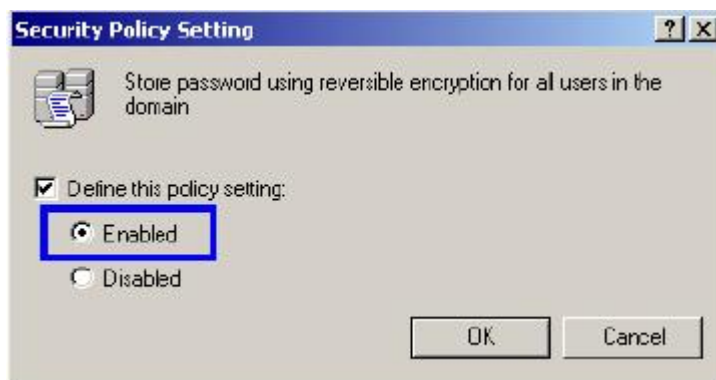 Security Policy Setting
Store password using reversible encryption for all users in the
domain
Define this policy setting:
Enabled
Disabled
OK Cancel